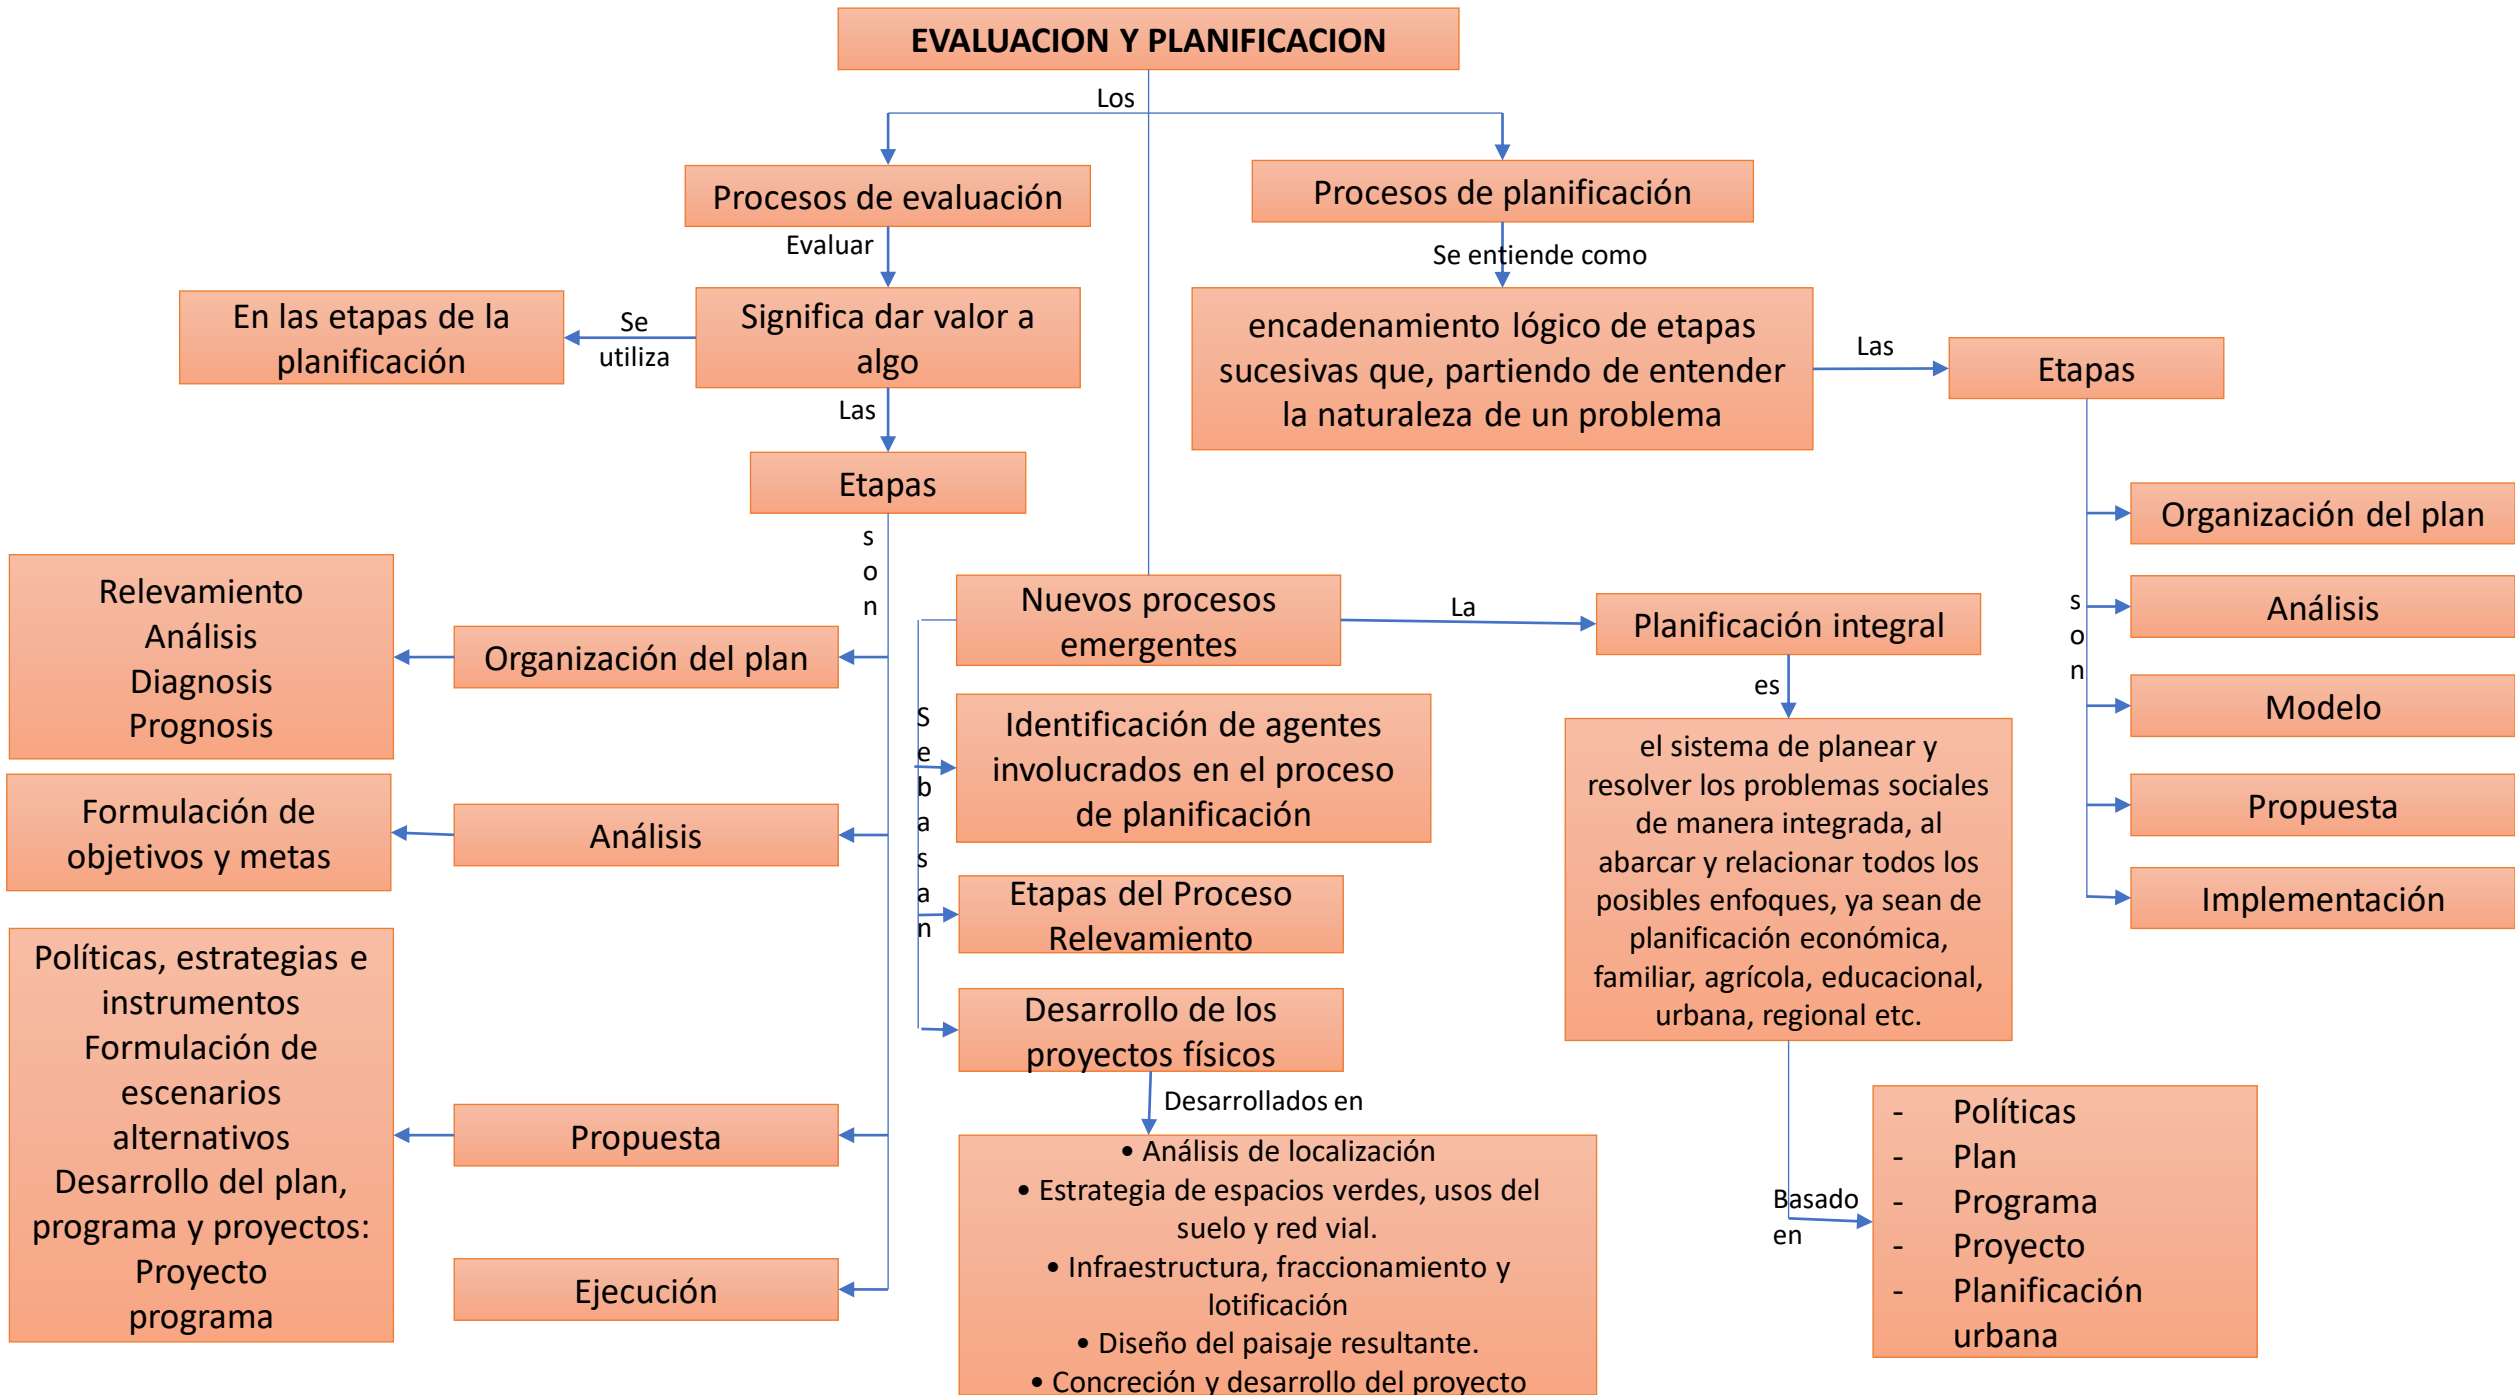 EVALUACION Y PLANIFICACION
Los
Procesos de evaluación
Procesos de planificación
Evaluar
Se entiende como
En las etapas de la
planificación
Se
utiliza
Significa dar valor a
algo
encadenamiento lógico de etapas
sucesivas que, partiendo de entender
la naturaleza de un problema
Las
Etapas
Las
Etapas
s
o
n
Relevamiento
Análisis
Diagnosis
Prognosis
Organización del plan
Formulación de
objetivos y metas
Análisis
Políticas, estrategias e
instrumentos
Formulación de
escenarios
alternativos
Desarrollo del plan,
programa y proyectos:
Proyecto
programa
Propuesta
Ejecución
Nuevos procesos
emergentes
S
e
b
a
s
a
n
Identificación de agentes
involucrados en el proceso
de planificación
Etapas del Proceso
Relevamiento
Desarrollo de los
proyectos físicos
Desarrollados en
• Análisis de localización
• Estrategia de espacios verdes, usos del
suelo y red vial.
• Infraestructura, fraccionamiento y
lotificación
• Diseño del paisaje resultante.
• Concreción y desarrollo del proyecto
La
Planificación integral
es
el sistema de planear y
resolver los problemas sociales
de manera integrada, al
abarcar y relacionar todos los
posibles enfoques, ya sean de
planificación económica,
familiar, agrícola, educacional,
urbana, regional etc.
Basado
en
- Políticas
- Plan
- Programa
- Proyecto
- Planificación
urbana
s
o
n
Organización del plan
Análisis
Modelo
Propuesta
Implementación